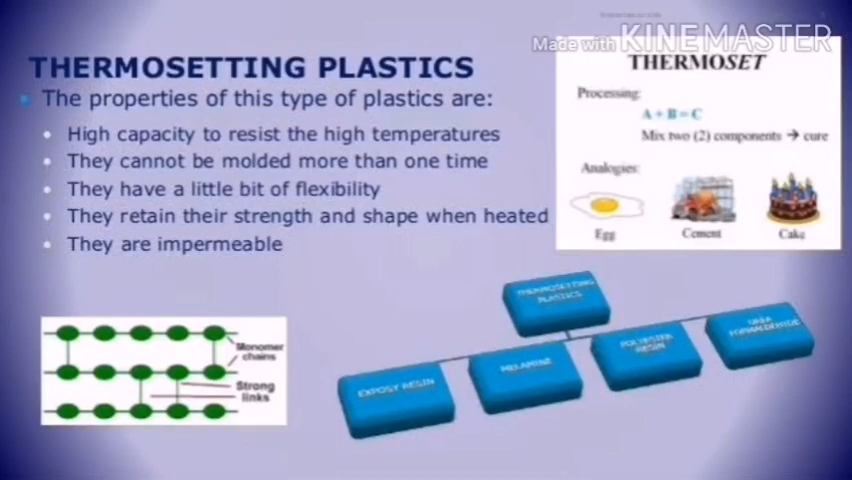 Made with KINEMASTER
THERMOSETTING PLASTICS
The properties of this type of plastics are:
High capacity to resist the high temperatures
They cannot be molded more than one time
They have a little bit of flexibility
They retain their strength and shape when heated
They are impermeable
THERMOSET
Processing:
A + B = C
Mix two (2) components → cure
Analogies:
Egg
Cement
Cake
Monomer
chains
Strong
links
THERMOSETTING
PLASTICS
EXPOSY RESIN
MELAMINE
POLYESTER
RESIN
UREA
FORMALDEHIDE